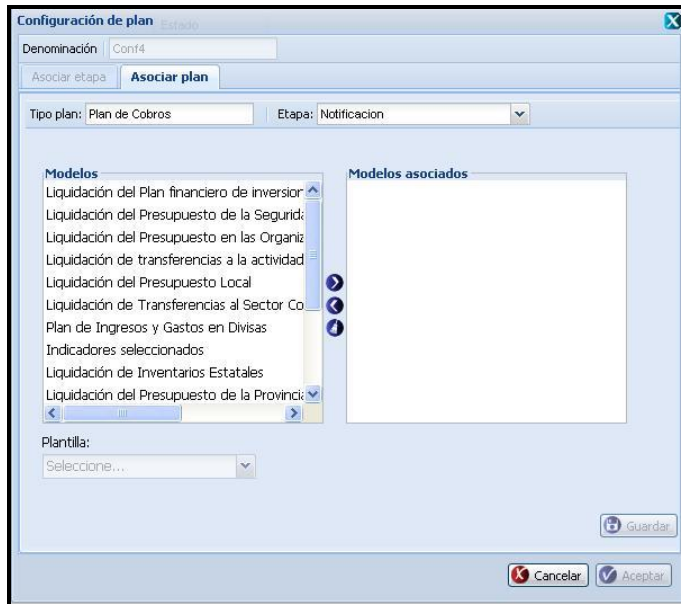 Configuración de plan
Estado
Denominación Conf4
Asociar etapa Asociar plan
Tipo plan: Plan de Cobros Etapa: Notificacion
Modelos
Liquidación del Plan financiero de inversior
Liquidación del Presupuesto de la Segurida
Liquidación del Presupuesto en las Organiz
Liquidación de transferencias a la actividad
Liquidación del Presupuesto Local
Liquidación de Transferencias al Sector Co
Plan de Ingresos y Gastos en Divisas
Indicadores seleccionados
Liquidación de Inventarios Estatales
Liquidación del Presupuesto de la Provincia
Modelos asociados
Plantilla:
Seleccione...
Guardar
Cancelar Aceptar